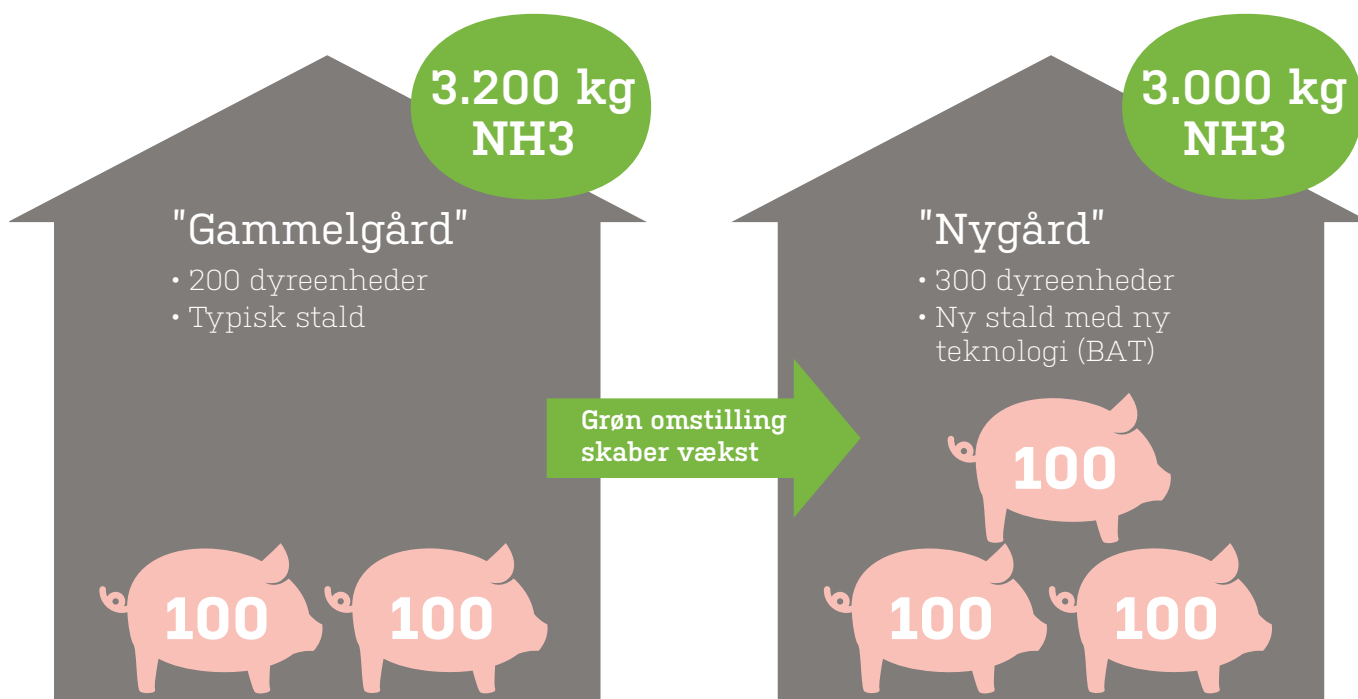 3.200 kg
NH3
"Gammelgård"
• 200 dyreenheder
• Typisk stald
100
100
Grøn omstilling
skaber vækst
3.000 kg
NH3
"Nygård"
• 300 dyreenheder
• Ny stald med ny
teknologi (BAT)
100
100
100